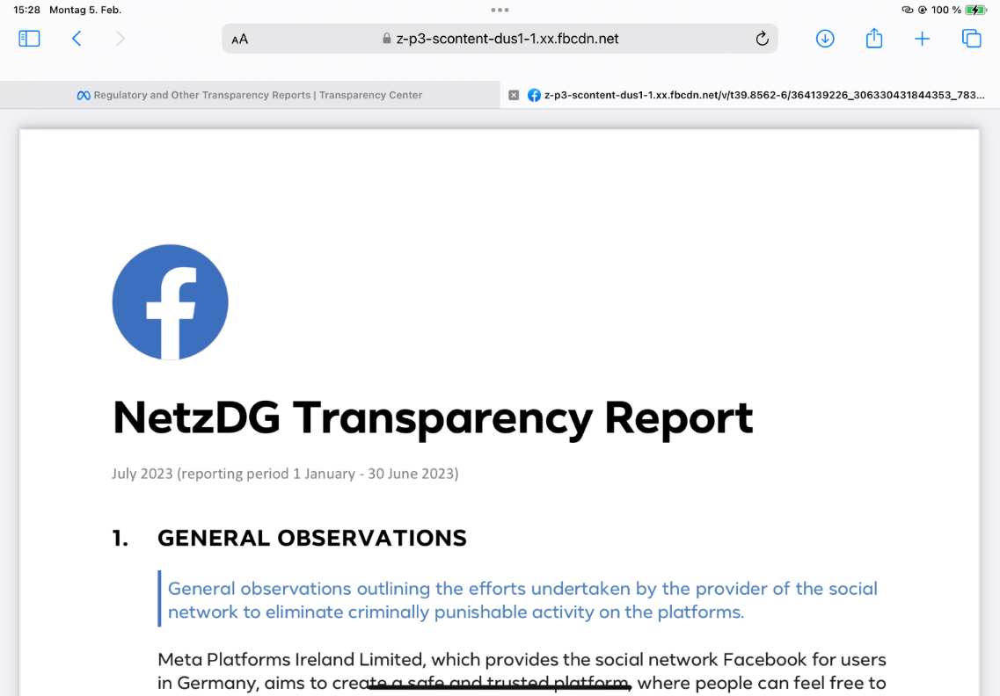 15:28 Montag 5. Feb.
100 %
AA
z-p3-scontent-dus1-1.xx.fbcdn.net
Regulatory and Other Transparency Reports | Transparency Center
z-p3-scontent-dus1-1.xx.fbcdn.net/v/t39.8562-6/364139226_306330431844353_783...
NetzDG Transparency Report
July 2023 (reporting period 1 January - 30 June 2023)
1. GENERAL OBSERVATIONS
General observations outlining the efforts undertaken by the provider of the social
network to eliminate criminally punishable activity on the platforms.
Meta Platforms Ireland Limited, which provides the social network Facebook for users
in Germany, aims to create a safe and trusted platform, where people can feel free to